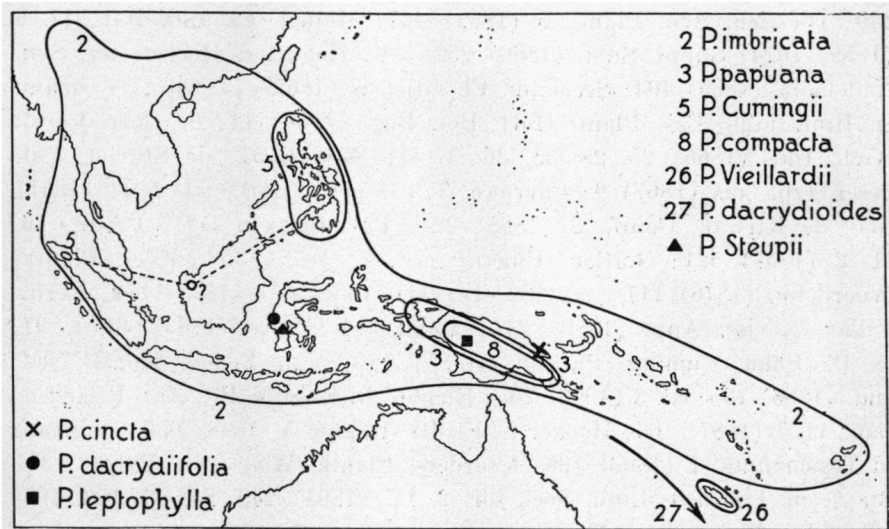 2
2 P. imbricata
3 P. papuana
5 P. Cumingii
8 P. compacta
26 P. Vieillardii
27 P. dacrydioides
▲ P. Steupii
5
?
3
8
3
2
2
× P. cincta
● P. dacrydiifolia
■ P. leptophylla
27
26